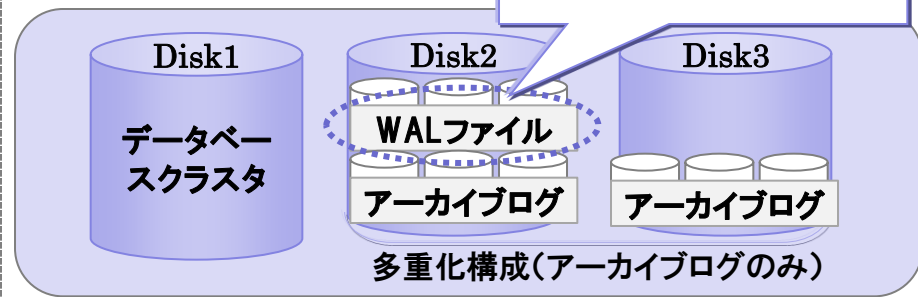 Disk1
Disk2
Disk3
データベー
スクラスタ
WALファイル
アーカイブログ
アーカイブログ
多重化構成(アーカイブログのみ)